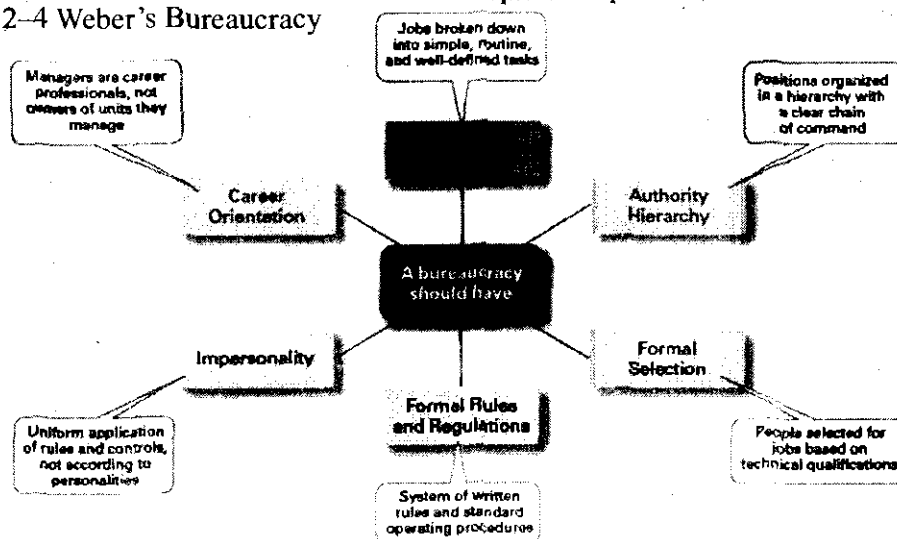 2–4 Weber's Bureaucracy
Jobs broken down
into simple, routine,
and well-defined tasks
Managers are career
professionals, not
owners of units they
manage
Positions organized
in a hierarchy with
a clear chain
of command
Career
Orientation
Authority
Hierarchy
A bureaucracy
should have
Impersonality
Formal
Selection
Formal Rules
and Regulations
Uniform application
of rules and controls,
not according to
personalities
People selected for
jobs based on
technical qualifications
System of written
rules and standard
operating procedures